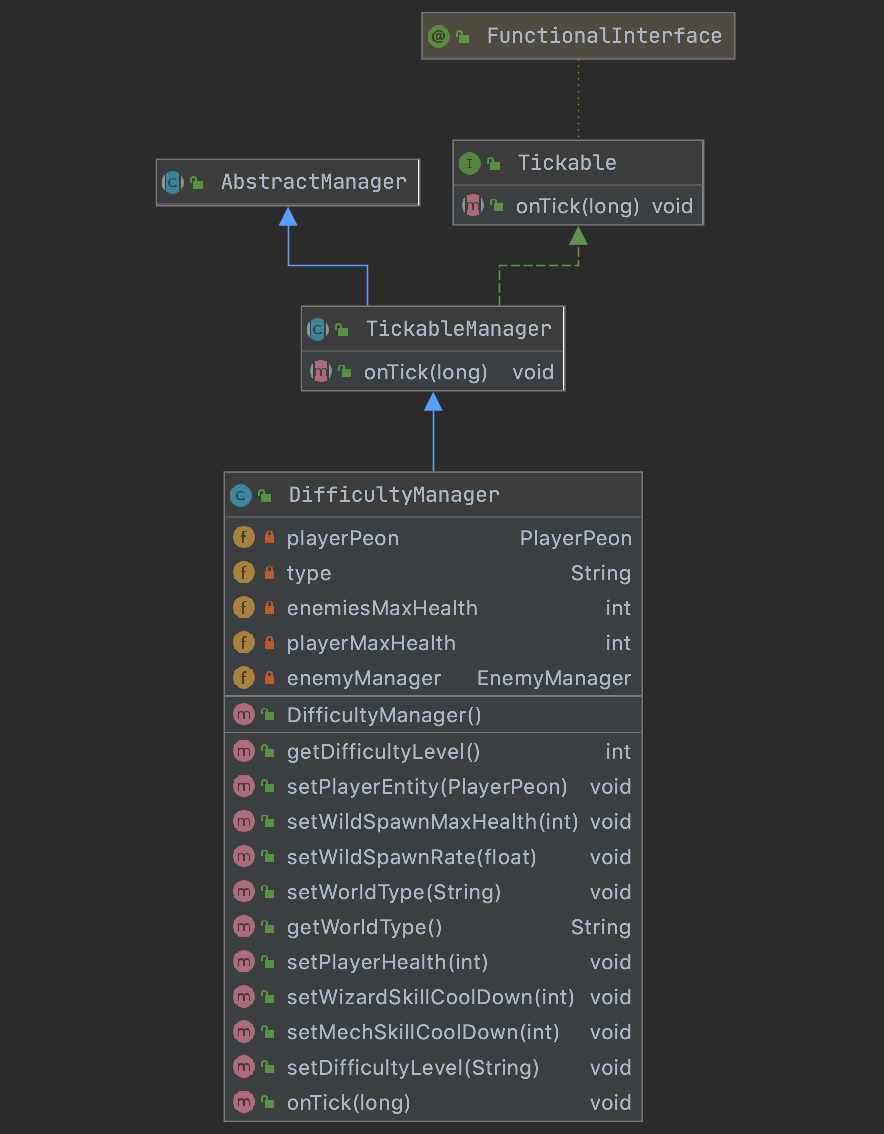 FunctionalInterface
AbstractManager
Tickable
onTick(long) void
TickableManager
onTick(long) void
DifficultyManager
playerPeon PlayerPeon
type String
enemiesMaxHealth int
playerMaxHealth int
enemyManager EnemyManager
DifficultyManager()
getDifficultyLevel() int
setPlayerEntity(PlayerPeon) void
setWildSpawnMaxHealth(int) void
setWildSpawnRate(float) void
setWorldType(String) void
getWorldType() String
setPlayerHealth(int) void
setWizardSkillCoolDown(int) void
setMechSkillCoolDown(int) void
setDifficultyLevel(String) void
onTick(long) void